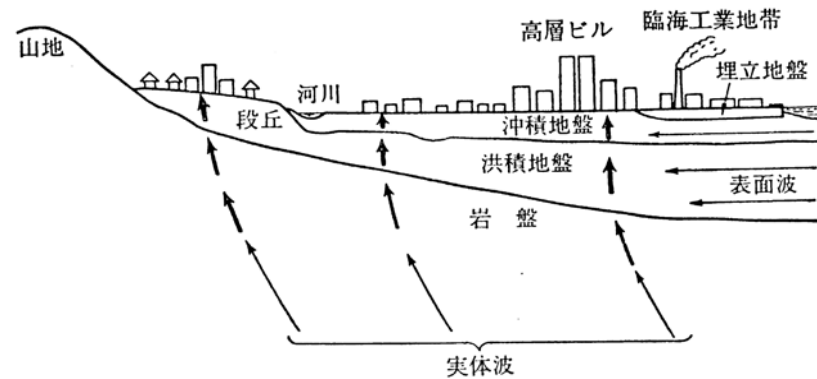 山地
高層ビル
臨海工業地帯
埋立地盤
河川
段丘
沖積地盤
洪積地盤
表面波
岩盤
実体波